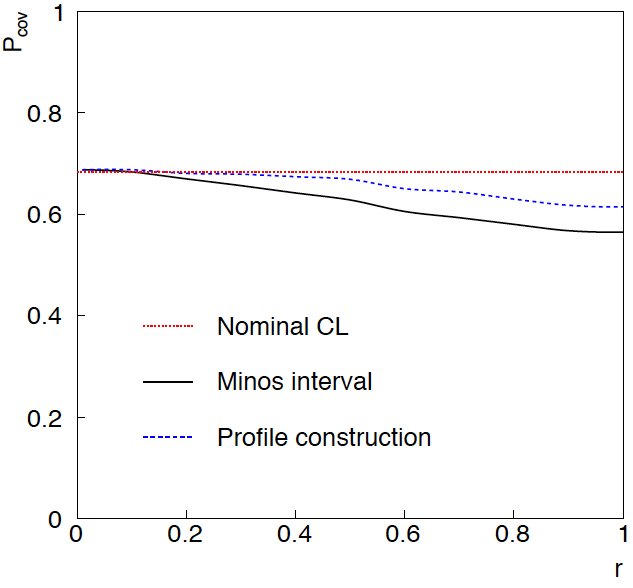 1
P_cov
0.8
0.6
0.4
Nominal CL
Minos interval
0.2
Profile construction
0
0 0.2 0.4 0.6 0.8 1
r